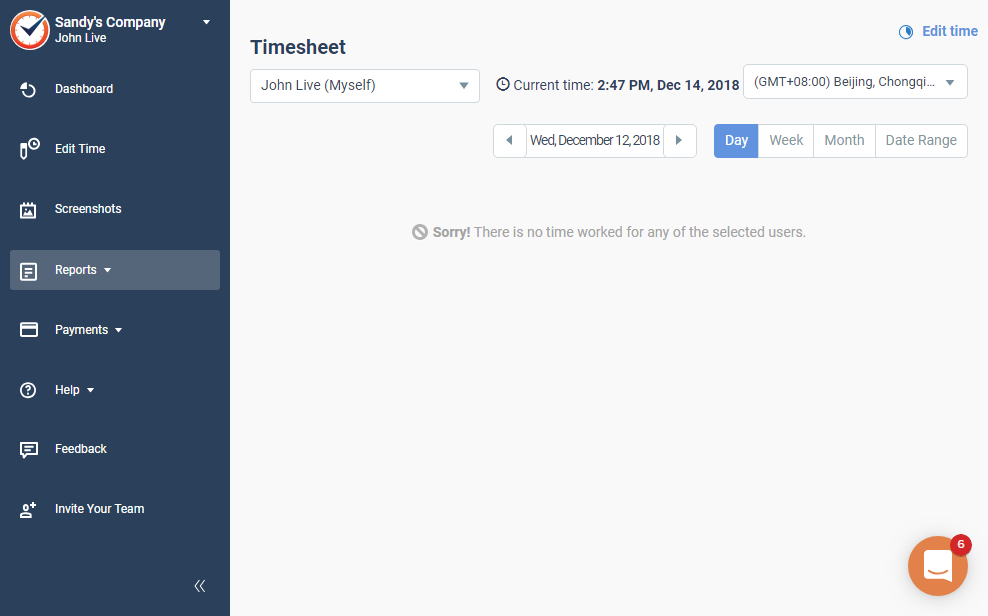 Sandy's Company
John Live
Dashboard
Edit Time
Screenshots
Reports
Payments
Help
Feedback
Invite Your Team
Edit time
Timesheet
John Live (Myself)
Current time: 2:47 PM, Dec 14, 2018
(GMT+08:00) Beijing, Chongqi...
Wed, December 12, 2018
Day Week Month Date Range
Sorry! There is no time worked for any of the selected users.
6